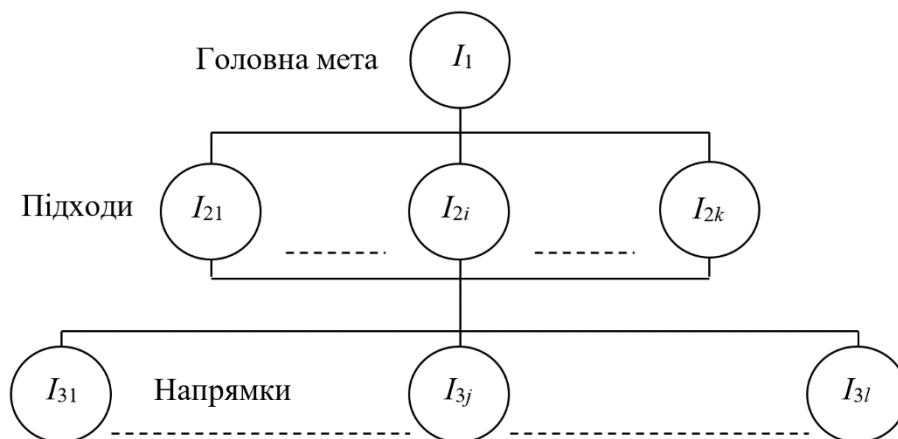 Головна мета
I1
Підходи
I21
I2i
I2k
I31
Напрямки
I3j
I3l